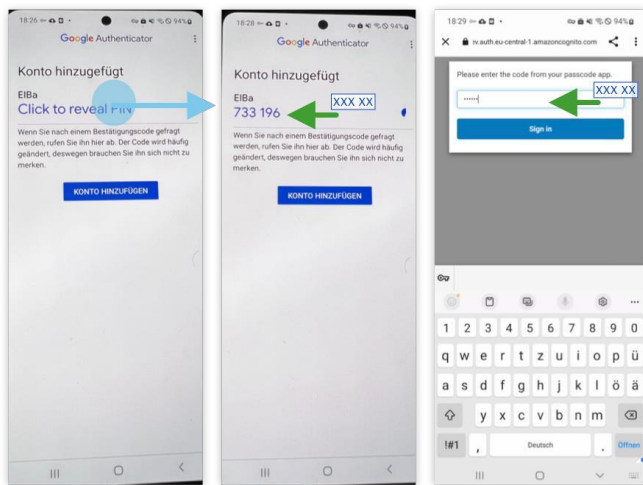 18:26
94%
Google Authenticator
Konto hinzugefügt
ElBa
Click to reveal PIN
Wenn Sie nach einem Bestätigungscode gefragt
werden, rufen Sie ihn hier ab. Der Code wird häufig
geändert, deswegen brauchen Sie ihn sich nicht zu
merken.
KONTO HINZUFÜGEN
18:28
94%
Google Authenticator
Konto hinzugefügt
ElBa
733 196
XXX XX
Wenn Sie nach einem Bestätigungscode gefragt
werden, rufen Sie ihn hier ab. Der Code wird häufig
geändert, deswegen brauchen Sie ihn sich nicht zu
merken.
KONTO HINZUFÜGEN
18:29
94%
rv.auth.eu-central-1.amazoncognito.com
Please enter the code from your passcode app.
XXX XX
Sign in
1 2 3 4 5 6 7 8 9 0
q w e r t z u i o p ü
a s d f g h j k l ö ä
y x c v b n m
!#1 , Deutsch . Öffnen